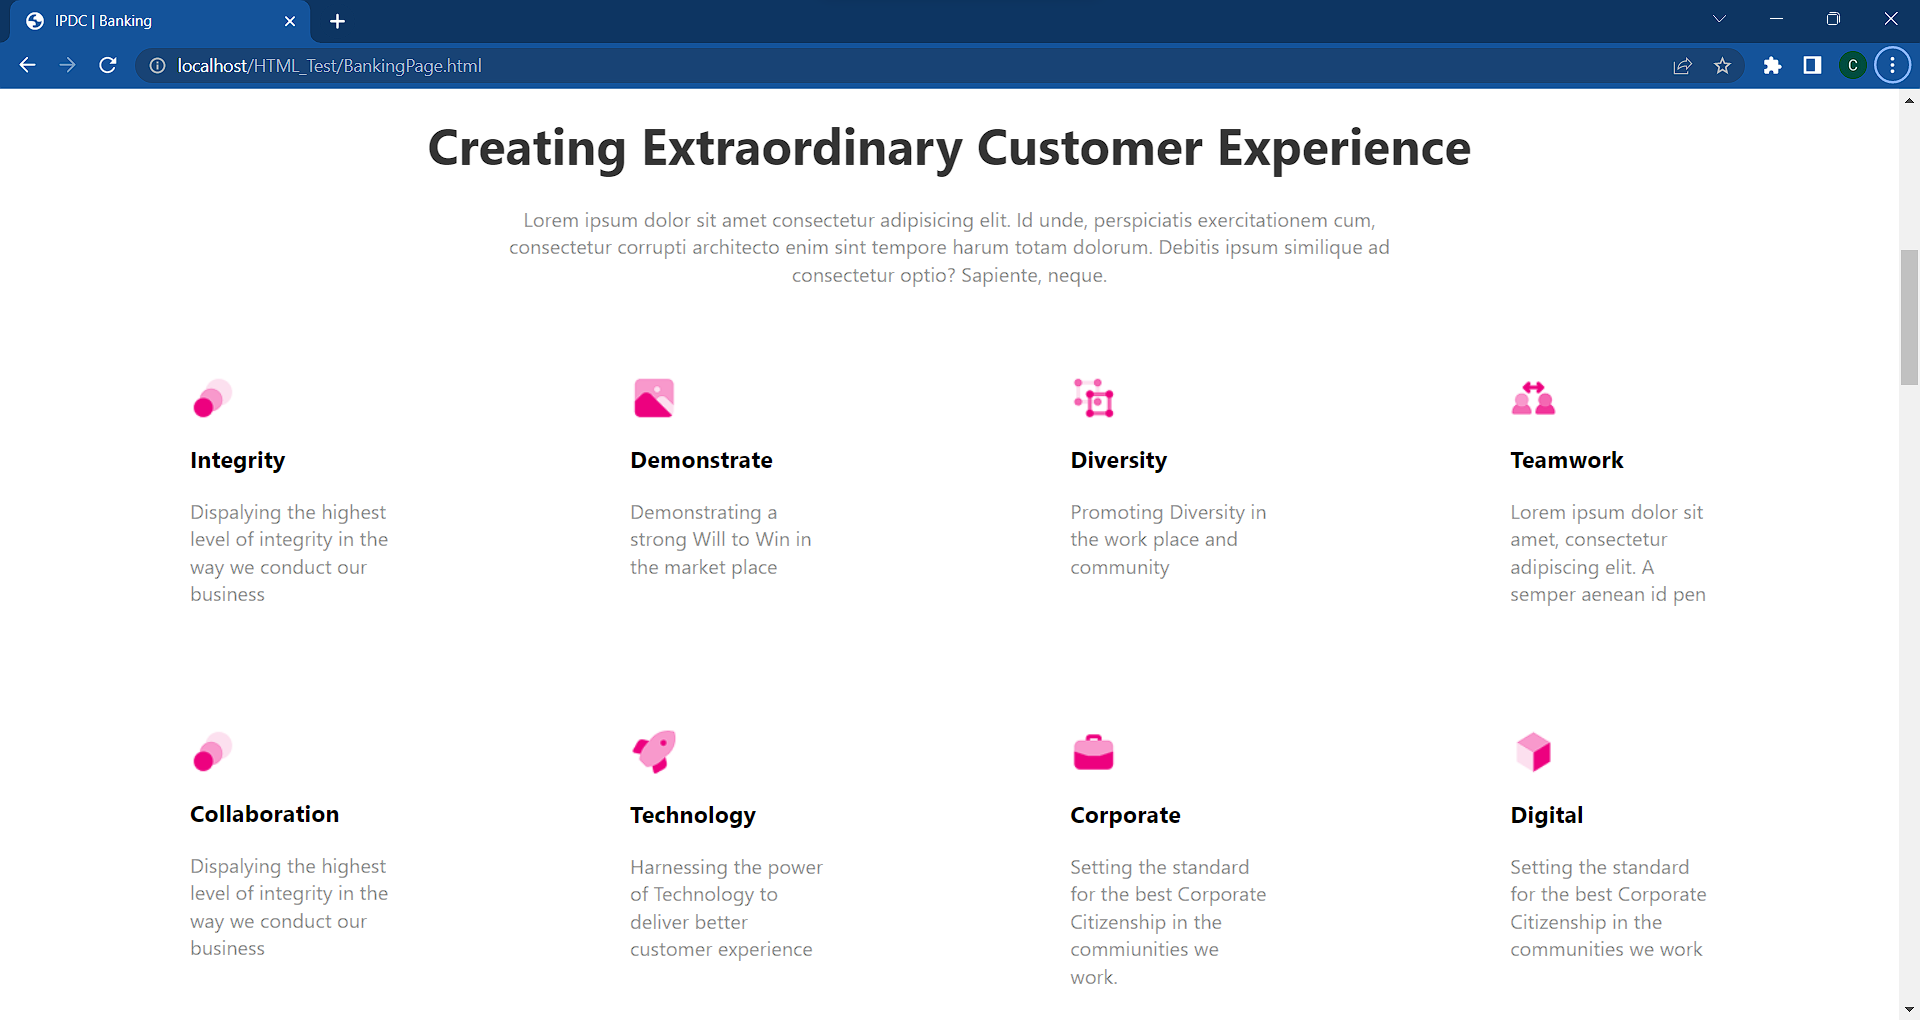 IPDC | Banking
localhost/HTML_Test/BankingPage.html
C
Creating Extraordinary Customer Experience
Lorem ipsum dolor sit amet consectetur adipisicing elit. Id unde, perspiciatis exercitationem cum,
consectetur corrupti architecto enim sint tempore harum totam dolorum. Debitis ipsum similique ad
consectetur optio? Sapiente, neque.
Integrity
Dispalying the highest
level of integrity in the
way we conduct our
business
Demonstrate
Demonstrating a
strong Will to Win in
the market place
Diversity
Promoting Diversity in
the work place and
community
Teamwork
Lorem ipsum dolor sit
amet, consectetur
adipiscing elit. A
semper aenean id pen
Collaboration
Dispalying the highest
level of integrity in the
way we conduct our
business
Technology
Harnessing the power
of Technology to
deliver better
customer experience
Corporate
Setting the standard
for the best Corporate
Citizenship in the
commiunities we
work.
Digital
Setting the standard
for the best Corporate
Citizenship in the
communities we work